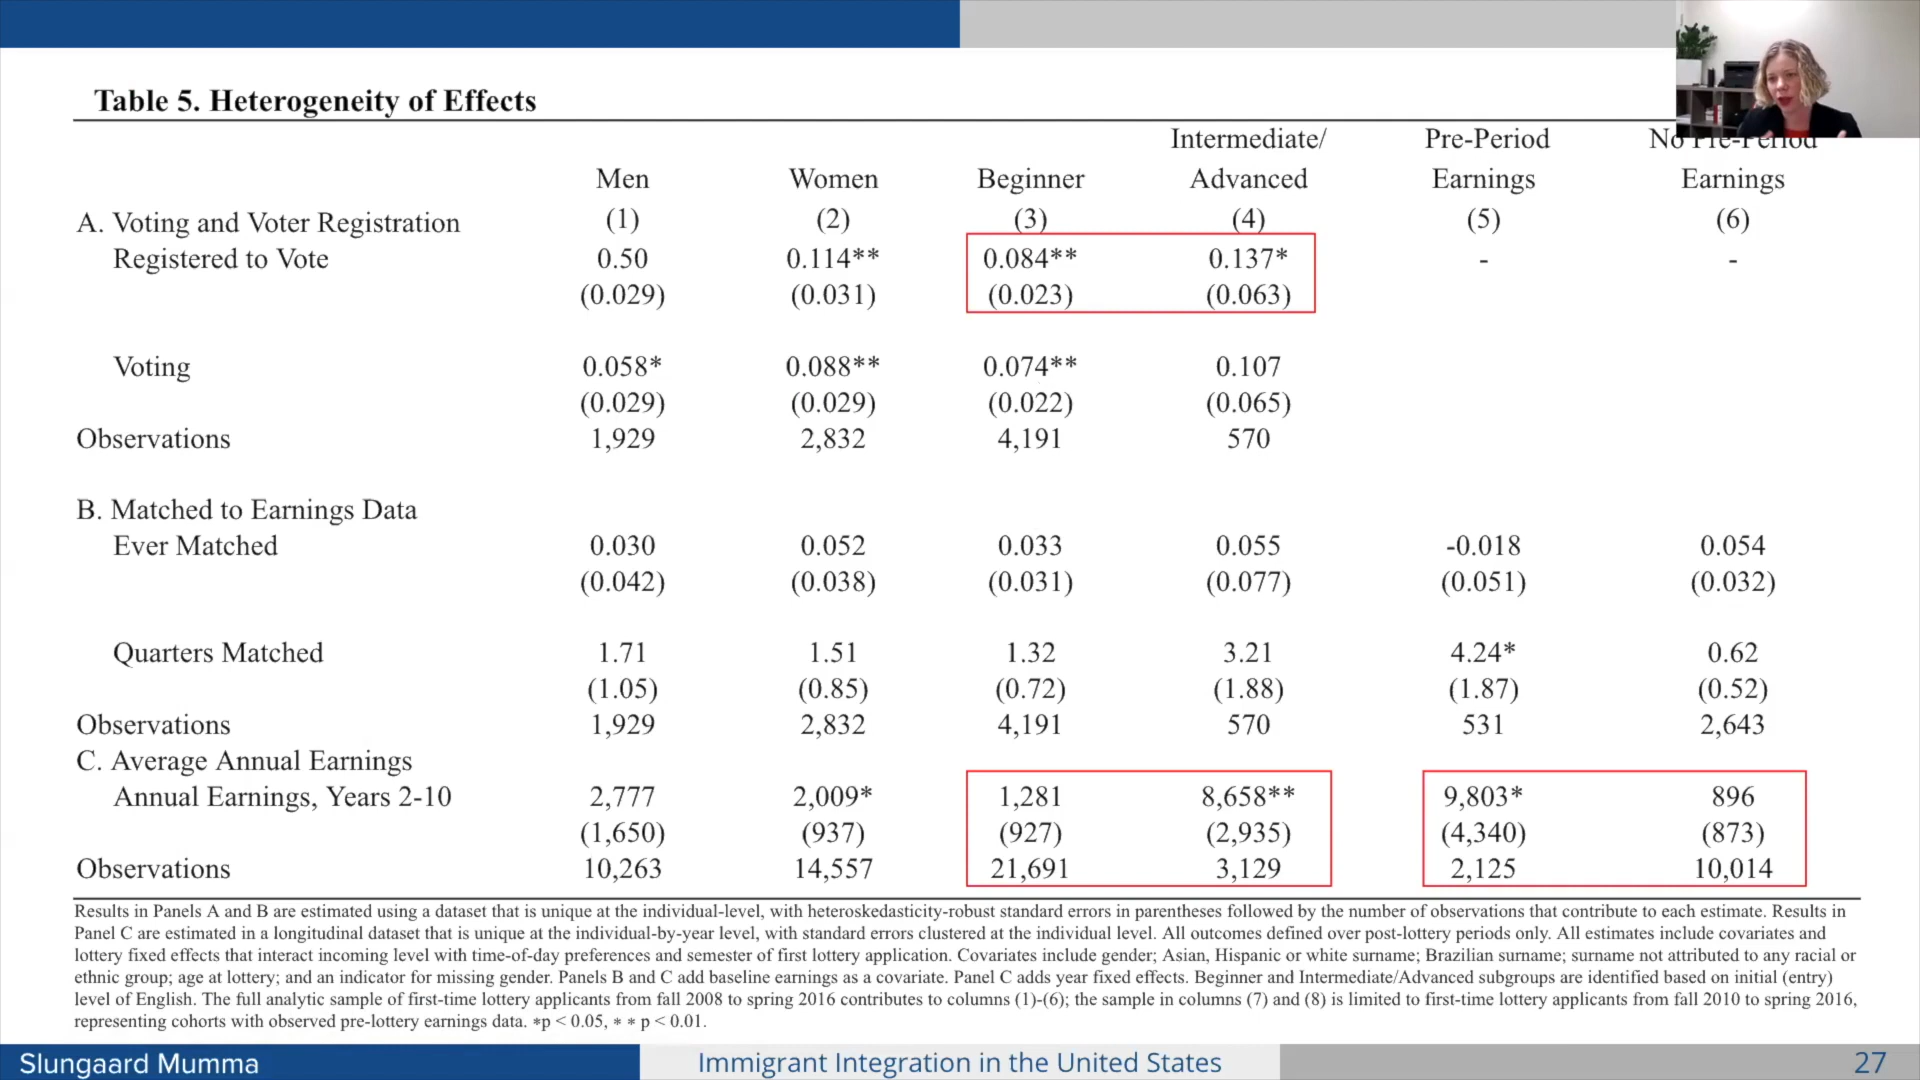 Table 5. Heterogeneity of Effects
Intermediate/ Pre-Period No Pre-Period
Men Women Beginner Advanced Earnings Earnings
A. Voting and Voter Registration (1) (2) (3) (4) (5) (6)
Registered to Vote 0.50 0.114** 0.084** 0.137* - -
(0.029) (0.031) (0.023) (0.063)
Voting 0.058* 0.088** 0.074** 0.107
(0.029) (0.029) (0.022) (0.065)
Observations 1,929 2,832 4,191 570
B. Matched to Earnings Data
Ever Matched 0.030 0.052 0.033 0.055 -0.018 0.054
(0.042) (0.038) (0.031) (0.077) (0.051) (0.032)
Quarters Matched 1.71 1.51 1.32 3.21 4.24* 0.62
(1.05) (0.85) (0.72) (1.88) (1.87) (0.52)
Observations 1,929 2,832 4,191 570 531 2,643
C. Average Annual Earnings
Annual Earnings, Years 2-10 2,777 2,009* 1,281 8,658** 9,803* 896
(1,650) (937) (927) (2,935) (4,340) (873)
Observations 10,263 14,557 21,691 3,129 2,125 10,014
Results in Panels A and B are estimated using a dataset that is unique at the individual-level, with heteroskedasticity-robust standard errors in parentheses followed by the number of observations that contribute to each estimate. Results in
Panel C are estimated in a longitudinal dataset that is unique at the individual-by-year level, with standard errors clustered at the individual level. All outcomes defined over post-lottery periods only. All estimates include covariates and
lottery fixed effects that interact incoming level with time-of-day preferences and semester of first lottery application. Covariates include gender; Asian, Hispanic or white surname; Brazilian surname; surname not attributed to any racial or
ethnic group; age at lottery; and an indicator for missing gender. Panels B and C add baseline earnings as a covariate. Panel C adds year fixed effects. Beginner and Intermediate/Advanced subgroups are identified based on initial (entry)
level of English. The full analytic sample of first-time lottery applicants from fall 2008 to spring 2016 contributes to columns (1)-(6); the sample in columns (7) and (8) is limited to first-time lottery applicants from fall 2010 to spring 2016,
representing cohorts with observed pre-lottery earnings data. *p < 0.05, * * p < 0.01.
Slungaard Mumma Immigrant Integration in the United States 27